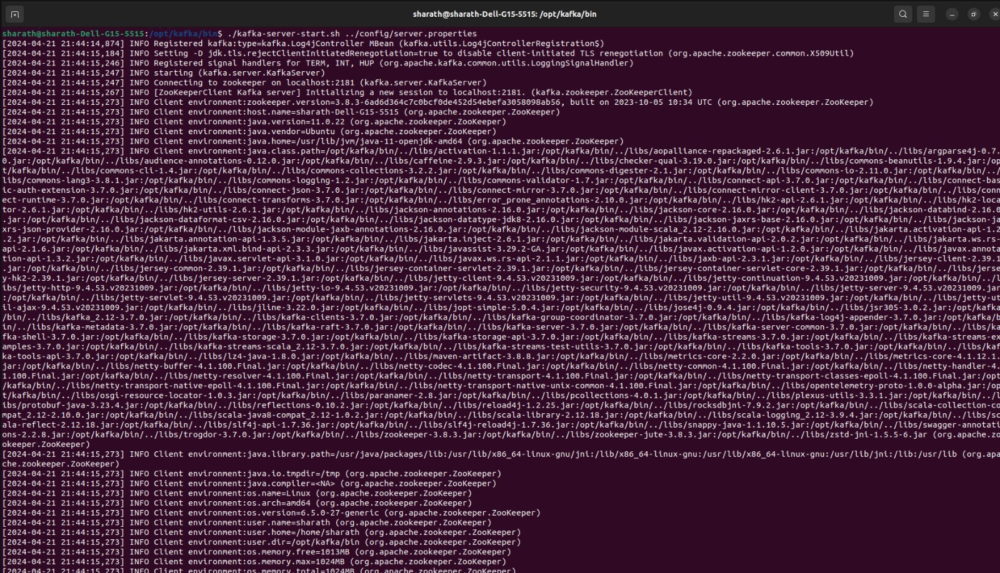 sharath@sharath-Dell-G15-5515: /opt/kafka/bin
sharath@sharath-Dell-G15-5515:/opt/kafka/bin$ ./kafka-server-start.sh ../config/server.properties
[2024-04-21 21:44:14,874] INFO Registered kafka:type=kafka.Log4jController MBean (kafka.utils.Log4jControllerRegistration$)
[2024-04-21 21:44:15,184] INFO Setting -D jdk.tls.rejectClientInitiatedRenegotiation=true to disable client-initiated TLS renegotiation (org.apache.zookeeper.common.X509Util)
[2024-04-21 21:44:15,246] INFO Registered signal handlers for TERM, INT, HUP (org.apache.kafka.common.utils.LoggingSignalHandler)
[2024-04-21 21:44:15,247] INFO starting (kafka.server.KafkaServer)
[2024-04-21 21:44:15,247] INFO Connecting to zookeeper on localhost:2181 (kafka.server.KafkaServer)
[2024-04-21 21:44:15,267] INFO [ZooKeeperClient Kafka server] Initializing a new session to localhost:2181. (kafka.zookeeper.ZooKeeperClient)
[2024-04-21 21:44:15,273] INFO Client environment:zookeeper.version=3.8.3-6ad6d364c7c0bcf0de452d54ebefa3058098ab56, built on 2023-10-05 10:34 UTC (org.apache.zookeeper.ZooKeeper)
[2024-04-21 21:44:15,273] INFO Client environment:host.name=sharath-Dell-G15-5515 (org.apache.zookeeper.ZooKeeper)
[2024-04-21 21:44:15,273] INFO Client environment:java.version=11.0.22 (org.apache.zookeeper.ZooKeeper)
[2024-04-21 21:44:15,273] INFO Client environment:java.vendor=Ubuntu (org.apache.zookeeper.ZooKeeper)
[2024-04-21 21:44:15,273] INFO Client environment:java.home=/usr/lib/jvm/java-11-openjdk-amd64 (org.apache.zookeeper.ZooKeeper)
[2024-04-21 21:44:15,273] INFO Client environment:java.class.path=/opt/kafka/bin/../libs/activation-1.1.1.jar:/opt/kafka/bin/../libs/aopalliance-repackaged-2.6.1.jar:/opt/kafka/bin/../libs/argparse4j-0.7.
0.jar:/opt/kafka/bin/../libs/audience-annotations-0.12.0.jar:/opt/kafka/bin/../libs/caffeine-2.9.3.jar:/opt/kafka/bin/../libs/checker-qual-3.19.0.jar:/opt/kafka/bin/../libs/commons-beanutils-1.9.4.jar:/op
t/kafka/bin/../libs/commons-cli-1.4.jar:/opt/kafka/bin/../libs/commons-collections-3.2.2.jar:/opt/kafka/bin/../libs/commons-digester-2.1.jar:/opt/kafka/bin/../libs/commons-io-2.11.0.jar:/opt/kafka/bin/../
libs/commons-lang3-3.8.1.jar:/opt/kafka/bin/../libs/commons-logging-1.2.jar:/opt/kafka/bin/../libs/commons-validator-1.7.jar:/opt/kafka/bin/../libs/connect-api-3.7.0.jar:/opt/kafka/bin/../libs/connect-bas
ic-auth-extension-3.7.0.jar:/opt/kafka/bin/../libs/connect-json-3.7.0.jar:/opt/kafka/bin/../libs/connect-mirror-3.7.0.jar:/opt/kafka/bin/../libs/connect-mirror-client-3.7.0.jar:/opt/kafka/bin/../libs/conn
ect-runtime-3.7.0.jar:/opt/kafka/bin/../libs/connect-transforms-3.7.0.jar:/opt/kafka/bin/../libs/error_prone_annotations-2.10.0.jar:/opt/kafka/bin/../libs/hk2-api-2.6.1.jar:/opt/kafka/bin/../libs/hk2-loca
tor-2.6.1.jar:/opt/kafka/bin/../libs/hk2-utils-2.6.1.jar:/opt/kafka/bin/../libs/jackson-annotations-2.16.0.jar:/opt/kafka/bin/../libs/jackson-core-2.16.0.jar:/opt/kafka/bin/../libs/jackson-databind-2.16.0
.jar:/opt/kafka/bin/../libs/jackson-dataformat-csv-2.16.0.jar:/opt/kafka/bin/../libs/jackson-datatype-jdk8-2.16.0.jar:/opt/kafka/bin/../libs/jackson-jaxrs-base-2.16.0.jar:/opt/kafka/bin/../libs/jackson-ja
xrs-json-provider-2.16.0.jar:/opt/kafka/bin/../libs/jackson-module-jaxb-annotations-2.16.0.jar:/opt/kafka/bin/../libs/jackson-module-scala_2.12-2.16.0.jar:/opt/kafka/bin/../libs/jakarta.activation-api-1.2
.2.jar:/opt/kafka/bin/../libs/jakarta.annotation-api-1.3.5.jar:/opt/kafka/bin/../libs/jakarta.inject-2.6.1.jar:/opt/kafka/bin/../libs/jakarta.validation-api-2.0.2.jar:/opt/kafka/bin/../libs/jakarta.ws.rs-
api-2.1.6.jar:/opt/kafka/bin/../libs/jakarta.xml.bind-api-2.3.3.jar:/opt/kafka/bin/../libs/javassist-3.29.2-GA.jar:/opt/kafka/bin/../libs/javax.activation-api-1.2.0.jar:/opt/kafka/bin/../libs/javax.annota
tion-api-1.3.2.jar:/opt/kafka/bin/../libs/javax.servlet-api-3.1.0.jar:/opt/kafka/bin/../libs/javax.ws.rs-api-2.1.1.jar:/opt/kafka/bin/../libs/jaxb-api-2.3.1.jar:/opt/kafka/bin/../libs/jersey-client-2.39.1
.jar:/opt/kafka/bin/../libs/jersey-common-2.39.1.jar:/opt/kafka/bin/../libs/jersey-container-servlet-2.39.1.jar:/opt/kafka/bin/../libs/jersey-container-servlet-core-2.39.1.jar:/opt/kafka/bin/../libs/jerse
y-hk2-2.39.1.jar:/opt/kafka/bin/../libs/jersey-server-2.39.1.jar:/opt/kafka/bin/../libs/jetty-client-9.4.53.v20231009.jar:/opt/kafka/bin/../libs/jetty-continuation-9.4.53.v20231009.jar:/opt/kafka/bin/../l
ibs/jetty-http-9.4.53.v20231009.jar:/opt/kafka/bin/../libs/jetty-io-9.4.53.v20231009.jar:/opt/kafka/bin/../libs/jetty-security-9.4.53.v20231009.jar:/opt/kafka/bin/../libs/jetty-server-9.4.53.v20231009.jar
:/opt/kafka/bin/../libs/jetty-servlet-9.4.53.v20231009.jar:/opt/kafka/bin/../libs/jetty-servlets-9.4.53.v20231009.jar:/opt/kafka/bin/../libs/jetty-util-9.4.53.v20231009.jar:/opt/kafka/bin/../libs/jetty-ut
il-ajax-9.4.53.v20231009.jar:/opt/kafka/bin/../libs/jline-3.22.0.jar:/opt/kafka/bin/../libs/jopt-simple-5.0.4.jar:/opt/kafka/bin/../libs/jose4j-0.9.4.jar:/opt/kafka/bin/../libs/jsr305-3.0.2.jar:/opt/kafka
/bin/../libs/kafka_2.12-3.7.0.jar:/opt/kafka/bin/../libs/kafka-clients-3.7.0.jar:/opt/kafka/bin/../libs/kafka-group-coordinator-3.7.0.jar:/opt/kafka/bin/../libs/kafka-log4j-appender-3.7.0.jar:/opt/kafka/b
in/../libs/kafka-metadata-3.7.0.jar:/opt/kafka/bin/../libs/kafka-raft-3.7.0.jar:/opt/kafka/bin/../libs/kafka-server-3.7.0.jar:/opt/kafka/bin/../libs/kafka-server-common-3.7.0.jar:/opt/kafka/bin/../libs/ka
fka-shell-3.7.0.jar:/opt/kafka/bin/../libs/kafka-storage-3.7.0.jar:/opt/kafka/bin/../libs/kafka-storage-api-3.7.0.jar:/opt/kafka/bin/../libs/kafka-streams-3.7.0.jar:/opt/kafka/bin/../libs/kafka-streams-ex
amples-3.7.0.jar:/opt/kafka/bin/../libs/kafka-streams-scala_2.12-3.7.0.jar:/opt/kafka/bin/../libs/kafka-streams-test-utils-3.7.0.jar:/opt/kafka/bin/../libs/kafka-tools-3.7.0.jar:/opt/kafka/bin/../libs/kaf
ka-tools-api-3.7.0.jar:/opt/kafka/bin/../libs/lz4-java-1.8.0.jar:/opt/kafka/bin/../libs/maven-artifact-3.8.8.jar:/opt/kafka/bin/../libs/metrics-core-2.2.0.jar:/opt/kafka/bin/../libs/metrics-core-4.1.12.1.
jar:/opt/kafka/bin/../libs/netty-buffer-4.1.100.Final.jar:/opt/kafka/bin/../libs/netty-codec-4.1.100.Final.jar:/opt/kafka/bin/../libs/netty-common-4.1.100.Final.jar:/opt/kafka/bin/../libs/netty-handler-4.
1.100.Final.jar:/opt/kafka/bin/../libs/netty-resolver-4.1.100.Final.jar:/opt/kafka/bin/../libs/netty-transport-4.1.100.Final.jar:/opt/kafka/bin/../libs/netty-transport-classes-epoll-4.1.100.Final.jar:/opt
/kafka/bin/../libs/netty-transport-native-epoll-4.1.100.Final.jar:/opt/kafka/bin/../libs/netty-transport-native-unix-common-4.1.100.Final.jar:/opt/kafka/bin/../libs/opentelemetry-proto-1.0.0-alpha.jar:/op
t/kafka/bin/../libs/osgi-resource-locator-1.0.3.jar:/opt/kafka/bin/../libs/paranamer-2.8.jar:/opt/kafka/bin/../libs/pcollections-4.0.1.jar:/opt/kafka/bin/../libs/plexus-utils-3.3.1.jar:/opt/kafka/bin/../l
ibs/protobuf-java-3.23.4.jar:/opt/kafka/bin/../libs/reflections-0.10.2.jar:/opt/kafka/bin/../libs/reload4j-1.2.25.jar:/opt/kafka/bin/../libs/rocksdbjni-7.9.2.jar:/opt/kafka/bin/../libs/scala-collection-co
mpat_2.12-2.10.0.jar:/opt/kafka/bin/../libs/scala-java8-compat_2.12-1.0.2.jar:/opt/kafka/bin/../libs/scala-library-2.12.18.jar:/opt/kafka/bin/../libs/scala-logging_2.12-3.9.4.jar:/opt/kafka/bin/../libs/sc
ala-reflect-2.12.18.jar:/opt/kafka/bin/../libs/slf4j-api-1.7.36.jar:/opt/kafka/bin/../libs/slf4j-reload4j-1.7.36.jar:/opt/kafka/bin/../libs/snappy-java-1.1.10.5.jar:/opt/kafka/bin/../libs/swagger-annotati
ons-2.2.8.jar:/opt/kafka/bin/../libs/trogdor-3.7.0.jar:/opt/kafka/bin/../libs/zookeeper-3.8.3.jar:/opt/kafka/bin/../libs/zookeeper-jute-3.8.3.jar:/opt/kafka/bin/../libs/zstd-jni-1.5.5-6.jar (org.apache.zo
okeeper.ZooKeeper)
[2024-04-21 21:44:15,273] INFO Client environment:java.library.path=/usr/java/packages/lib:/usr/lib/x86_64-linux-gnu/jni:/lib/x86_64-linux-gnu:/usr/lib/x86_64-linux-gnu:/usr/lib/jni:/lib:/usr/lib (org.apa
che.zookeeper.ZooKeeper)
[2024-04-21 21:44:15,273] INFO Client environment:java.io.tmpdir=/tmp (org.apache.zookeeper.ZooKeeper)
[2024-04-21 21:44:15,273] INFO Client environment:java.compiler=<NA> (org.apache.zookeeper.ZooKeeper)
[2024-04-21 21:44:15,273] INFO Client environment:os.name=Linux (org.apache.zookeeper.ZooKeeper)
[2024-04-21 21:44:15,273] INFO Client environment:os.arch=amd64 (org.apache.zookeeper.ZooKeeper)
[2024-04-21 21:44:15,273] INFO Client environment:os.version=6.5.0-27-generic (org.apache.zookeeper.ZooKeeper)
[2024-04-21 21:44:15,273] INFO Client environment:user.name=sharath (org.apache.zookeeper.ZooKeeper)
[2024-04-21 21:44:15,273] INFO Client environment:user.home=/home/sharath (org.apache.zookeeper.ZooKeeper)
[2024-04-21 21:44:15,273] INFO Client environment:user.dir=/opt/kafka/bin (org.apache.zookeeper.ZooKeeper)
[2024-04-21 21:44:15,273] INFO Client environment:os.memory.free=1013MB (org.apache.zookeeper.ZooKeeper)
[2024-04-21 21:44:15,273] INFO Client environment:os.memory.max=1024MB (org.apache.zookeeper.ZooKeeper)
[2024-04-21 21:44:15,273] INFO Client environment:os.memory.total=1024MB (org.apache.zookeeper.ZooKeeper)